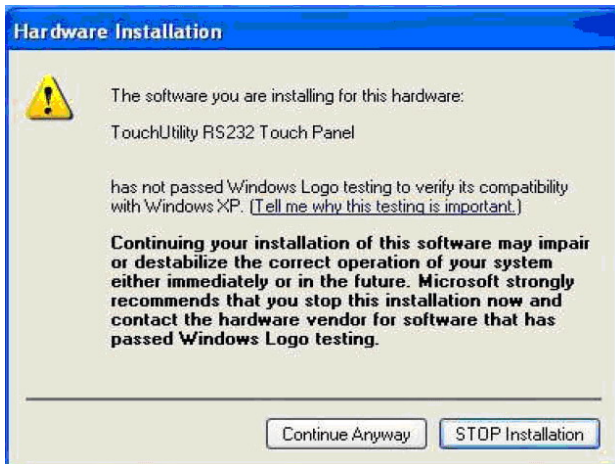 Hardware Installation
The software you are installing for this hardware:
TouchUtility RS232 Touch Panel
has not passed Windows Logo testing to verify its compatibility
with Windows XP. (Tell me why this testing is important.)
Continuing your installation of this software may impair
or destabilize the correct operation of your system
either immediately or in the future. Microsoft strongly
recommends that you stop this installation now and
contact the hardware vendor for software that has
passed Windows Logo testing.
Continue Anyway
STOP Installation